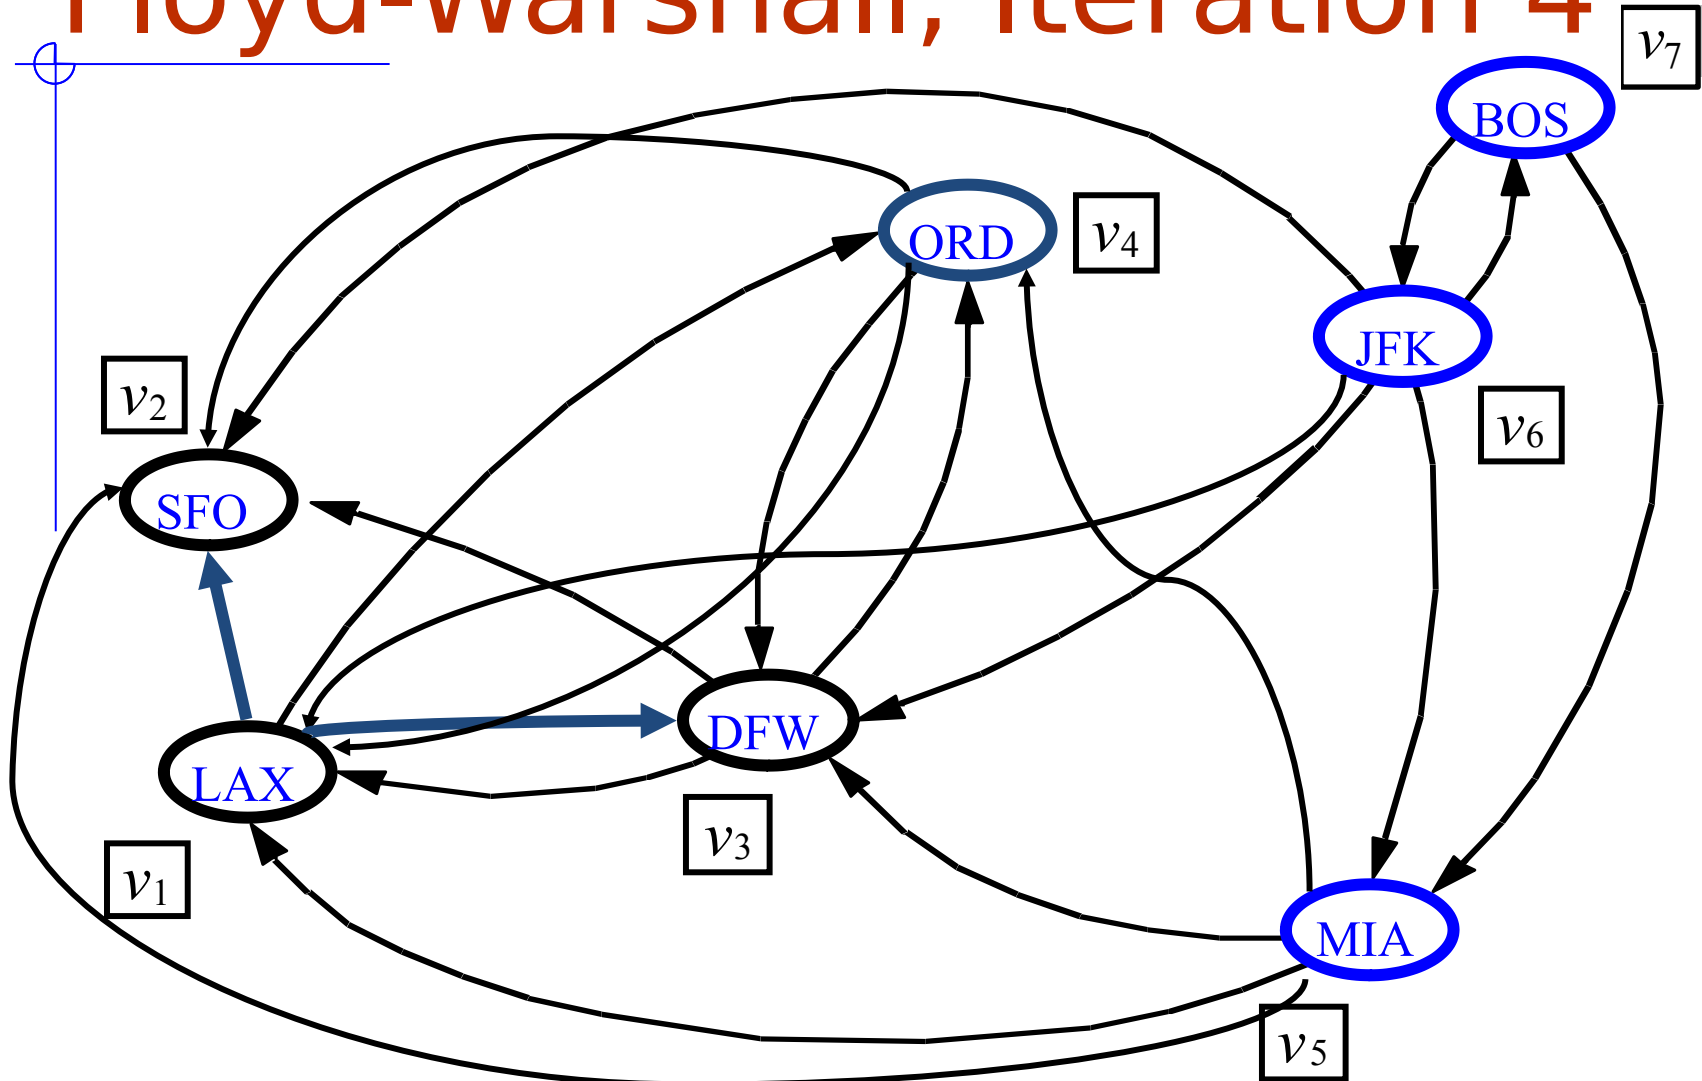 Floyd-Warshall, Iteration 4
v7
BOS
ORD
v4
JFK
v2
v6
SFO
DFW
LAX
v3
v1
MIA
v5